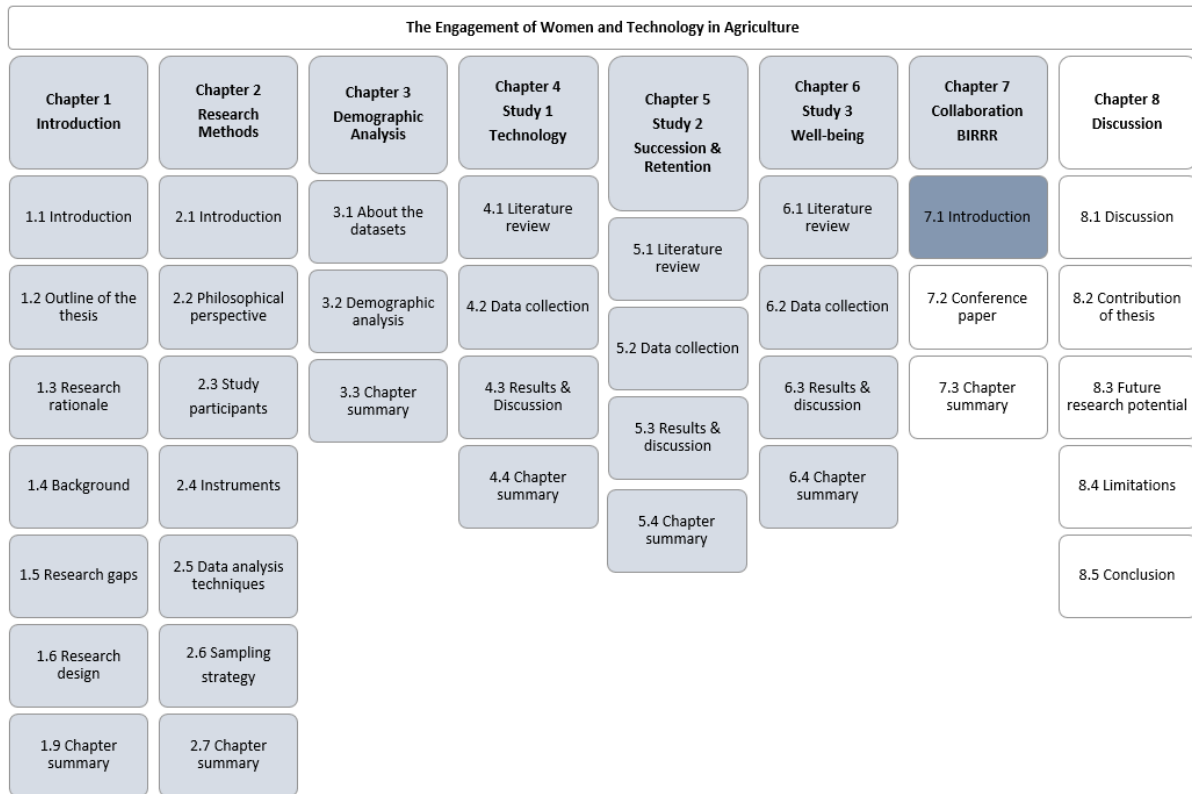 The Engagement of Women and Technology in Agriculture
Chapter 1
Introduction
1.1 Introduction
1.2 Outline of the
thesis
1.3 Research
rationale
1.4 Background
1.5 Research gaps
1.6 Research
design
1.9 Chapter
summary
Chapter 2
Research
Methods
2.1 Introduction
2.2 Philosophical
perspective
2.3 Study
participants
2.4 Instruments
2.5 Data analysis
techniques
2.6 Sampling
strategy
2.7 Chapter
summary
Chapter 3
Demographic
Analysis
3.1 About the
datasets
3.2 Demographic
analysis
3.3 Chapter
summary
Chapter 4
Study 1
Technology
4.1 Literature
review
4.2 Data collection
4.3 Results &
Discussion
4.4 Chapter
summary
Chapter 5
Study 2
Succession &
Retention
5.1 Literature
review
5.2 Data collection
5.3 Results &
discussion
5.4 Chapter
summary
Chapter 6
Study 3
Well-being
6.1 Literature
review
6.2 Data collection
6.3 Results &
discussion
6.4 Chapter
summary
Chapter 7
Collaboration
BIRRR
7.1 Introduction
7.2 Conference
paper
7.3 Chapter
summary
Chapter 8
Discussion
8.1 Discussion
8.2 Contribution
of thesis
8.3 Future
research potential
8.4 Limitations
8.5 Conclusion